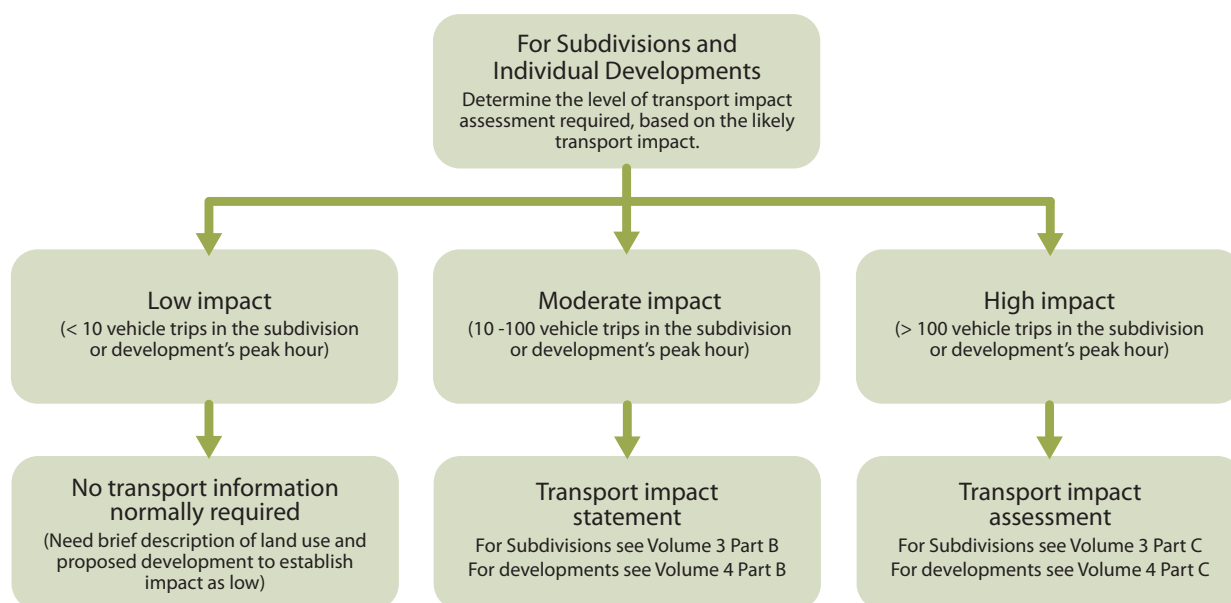 For Subdivisions and
Individual Developments
Determine the level of transport impact
assessment required, based on the likely
transport impact.
Low impact
(< 10 vehicle trips in the subdivision
or development’s peak hour)
Moderate impact
(10 -100 vehicle trips in the subdivision
or development’s peak hour)
High impact
(> 100 vehicle trips in the subdivision
or development’s peak hour)
No transport information
normally required
(Need brief description of land use and
proposed development to establish
impact as low)
Transport impact
statement
For Subdivisions see Volume 3 Part B
For developments see Volume 4 Part B
Transport impact
assessment
For Subdivisions see Volume 3 Part C
For developments see Volume 4 Part C